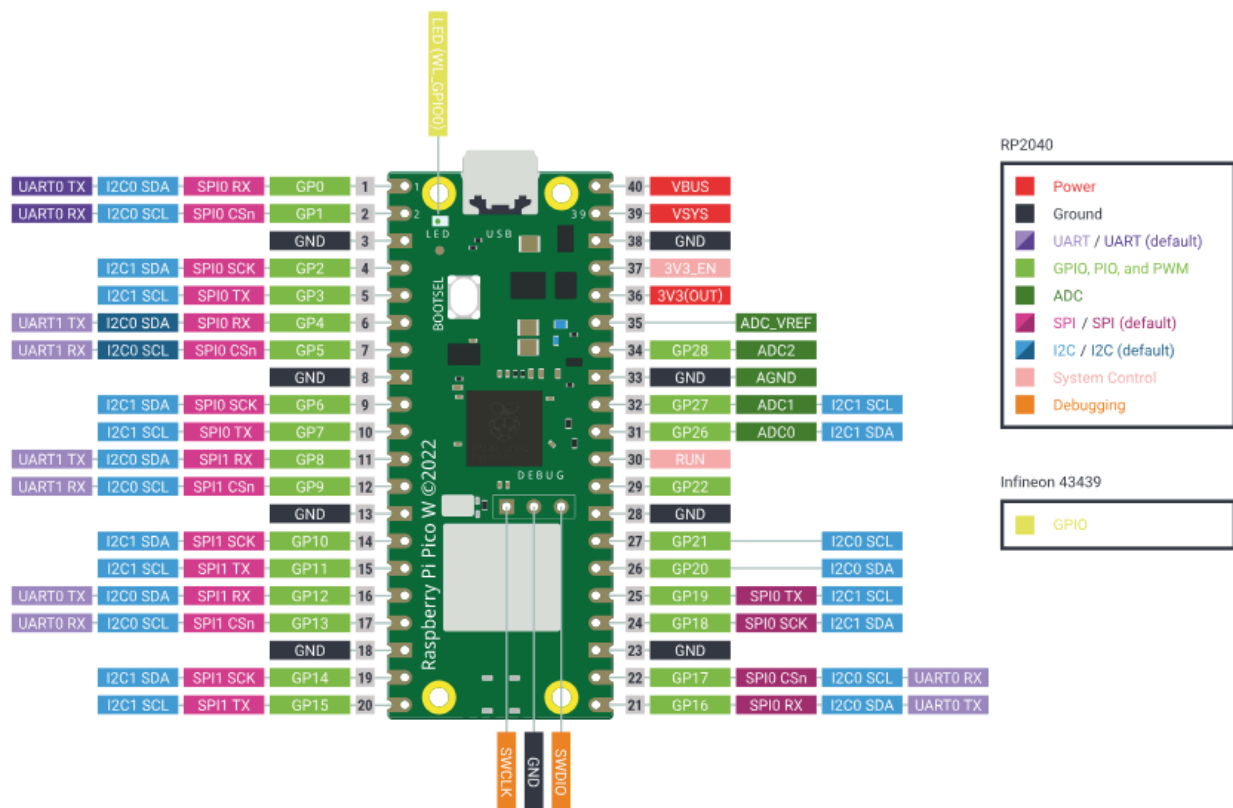 LED (WL_GPIO0)
UART0 TX I2C0 SDA SPI0 RX GP0 1 1 40 VBUS
UART0 RX I2C0 SCL SPI0 CSn GP1 2 2 LED USB 39 39 VSYS
GND 3 38 GND
I2C1 SDA SPI0 SCK GP2 4 37 3V3_EN
I2C1 SCL SPI0 TX GP3 5 BOOTSEL 36 3V3(OUT)
UART1 TX I2C0 SDA SPI0 RX GP4 6 35 ADC_VREF
UART1 RX I2C0 SCL SPI0 CSn GP5 7 34 GP28 ADC2
GND 8 33 GND AGND
I2C1 SDA SPI0 SCK GP6 9 32 GP27 ADC1 I2C1 SCL
I2C1 SCL SPI0 TX GP7 10 31 GP26 ADC0 I2C1 SDA
UART1 TX I2C0 SDA SPI1 RX GP8 11 30 RUN
DEBUG
UART1 RX I2C0 SCL SPI1 CSn GP9 12 29 GP22
GND 13 28 GND
I2C1 SDA SPI1 SCK GP10 14 27 GP21 I2C0 SCL
I2C1 SCL SPI1 TX GP11 15 26 GP20 I2C0 SDA
UART0 TX I2C0 SDA SPI1 RX GP12 16 25 GP19 SPI0 TX I2C1 SCL
UART0 RX I2C0 SCL SPI1 CSn GP13 17 24 GP18 SPI0 SCK I2C1 SDA
GND 18 23 GND
I2C1 SDA SPI1 SCK GP14 19 22 GP17 SPI0 CSn I2C0 SCL UART0 RX
I2C1 SCL SPI1 TX GP15 20 21 GP16 SPI0 RX I2C0 SDA UART0 TX
Raspberry Pi Pico W ©2022
SWCLK GND SWDIO
RP2040
Power
Ground
UART / UART (default)
GPIO, PIO, and PWM
ADC
SPI / SPI (default)
I2C / I2C (default)
System Control
Debugging
Infineon 43439
GPIO